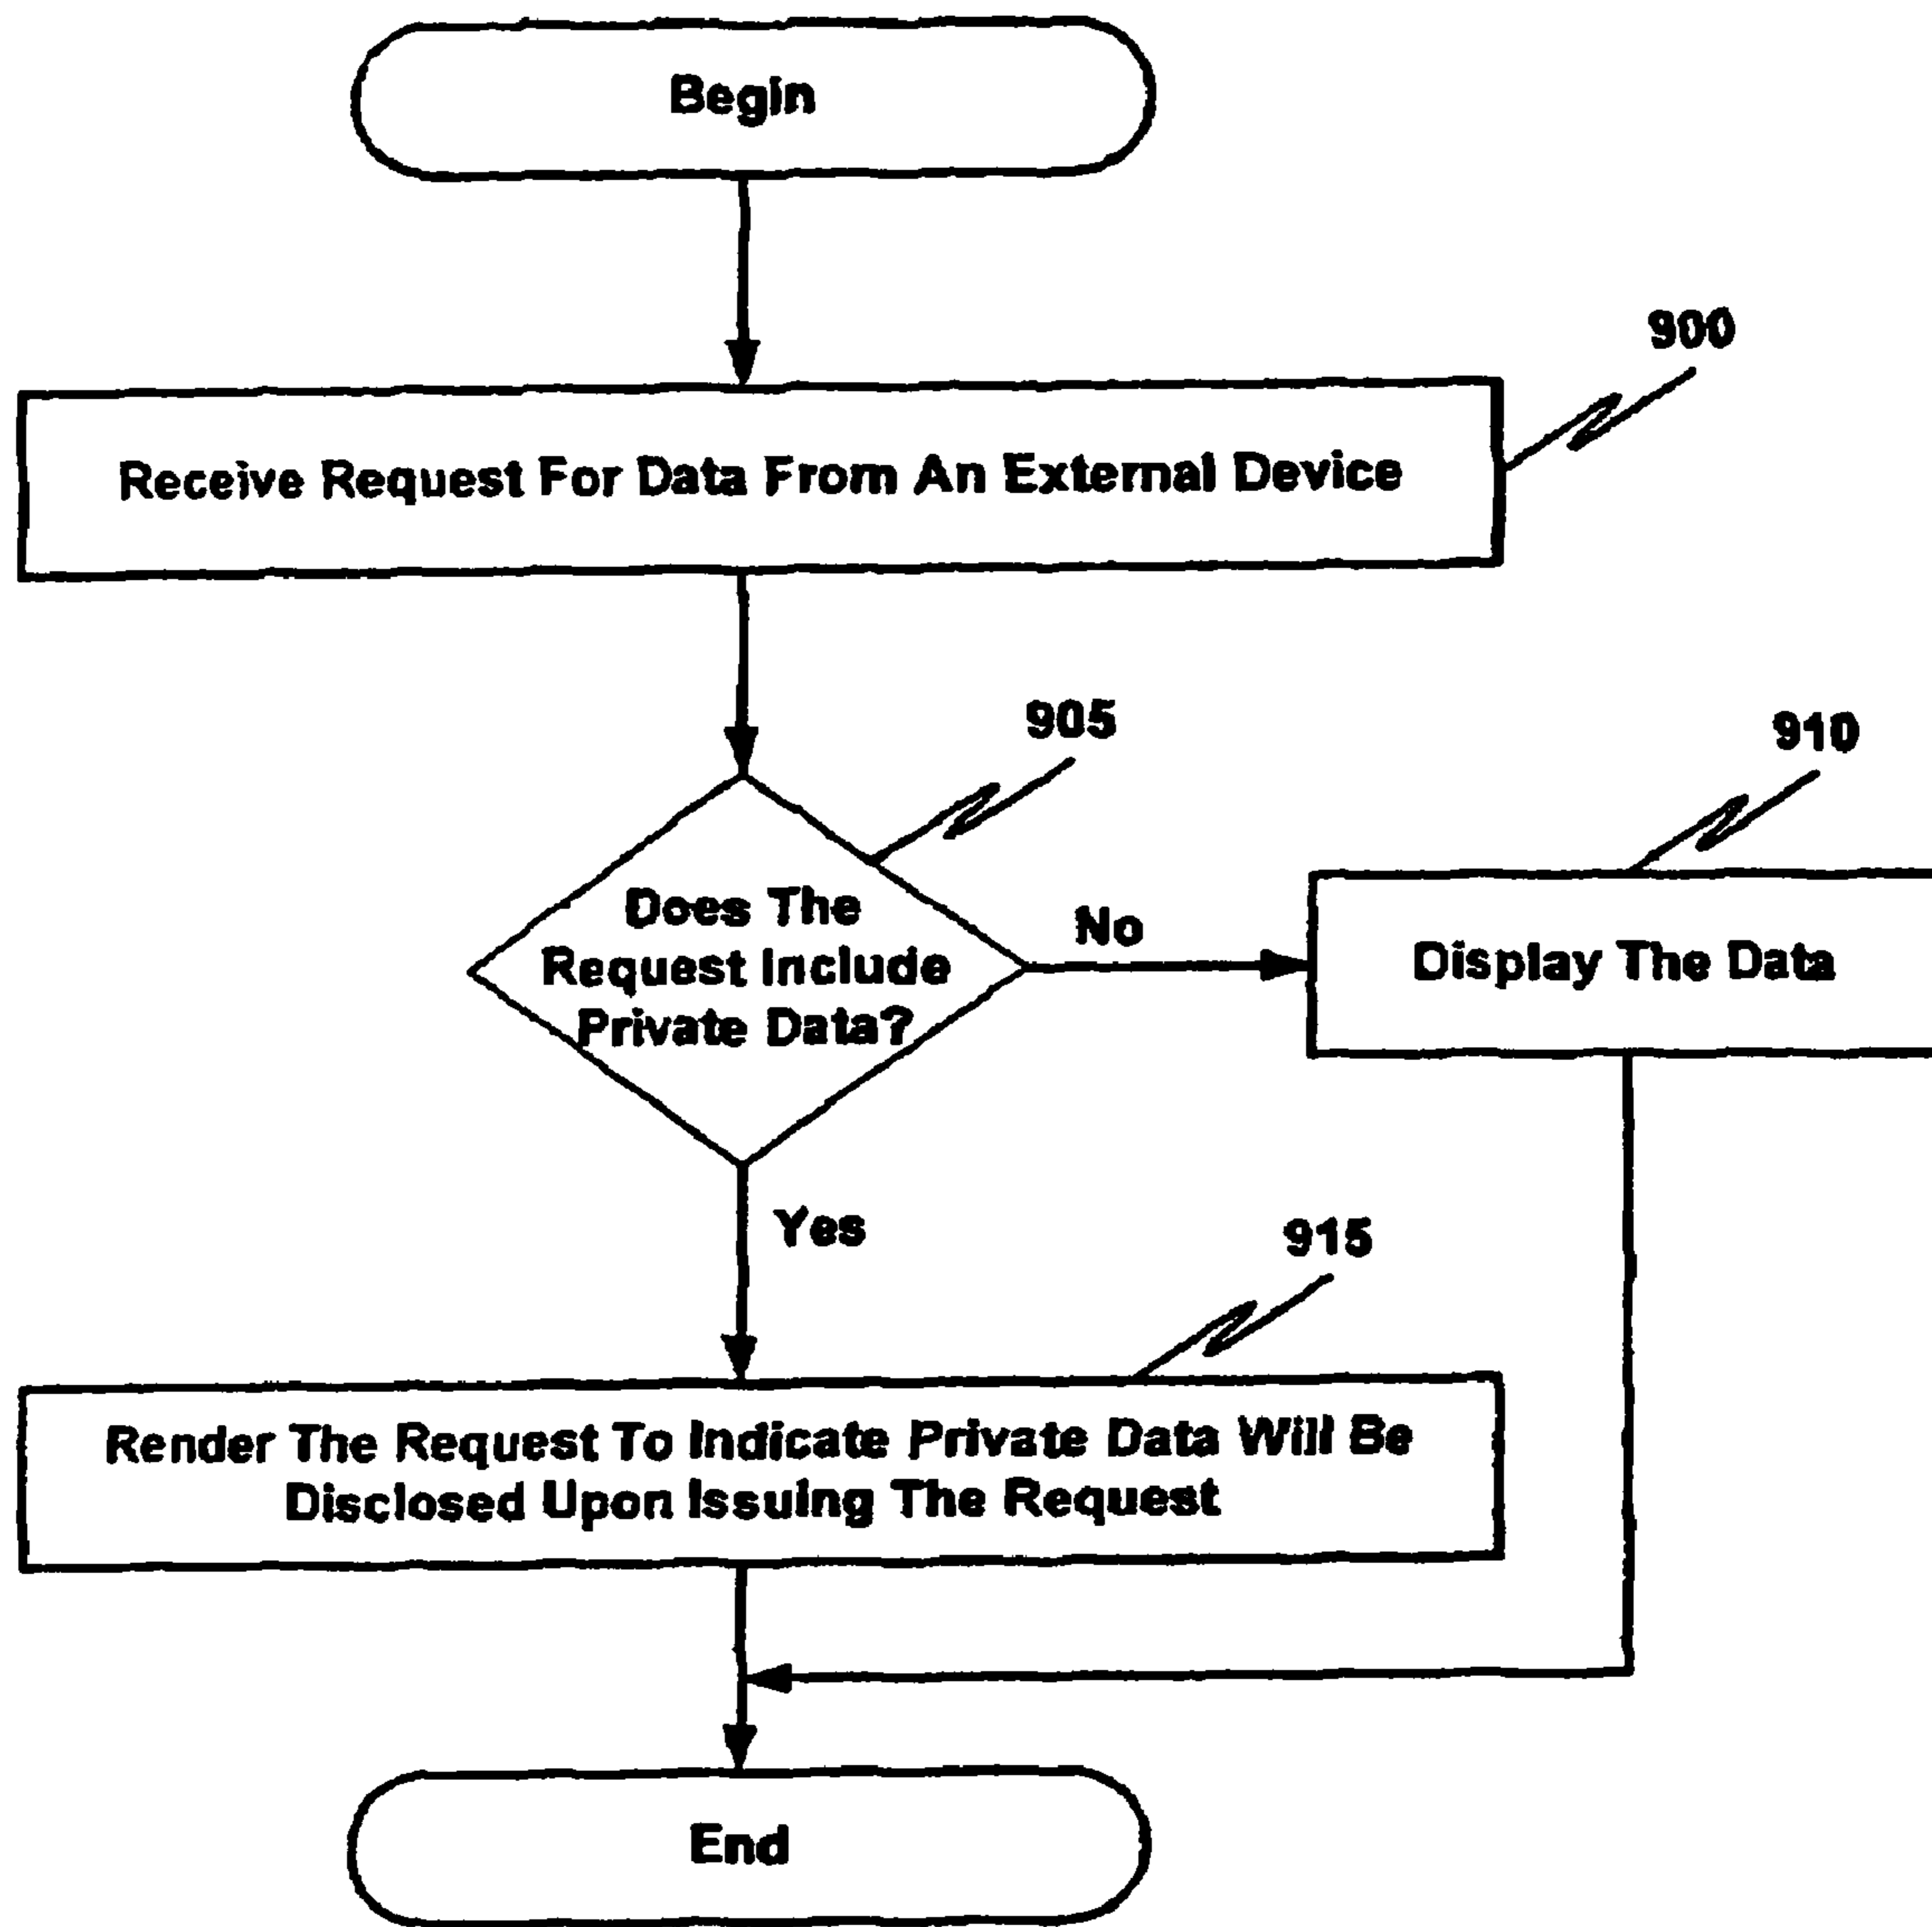 Begin
900
Receive Request For Data From An External Device
905
910
Does The
Request Include
Private Data?
No
Display The Data
Yes
915
Render The Request To Indicate Private Data Will Be
Disclosed Upon Issuing The Request
End